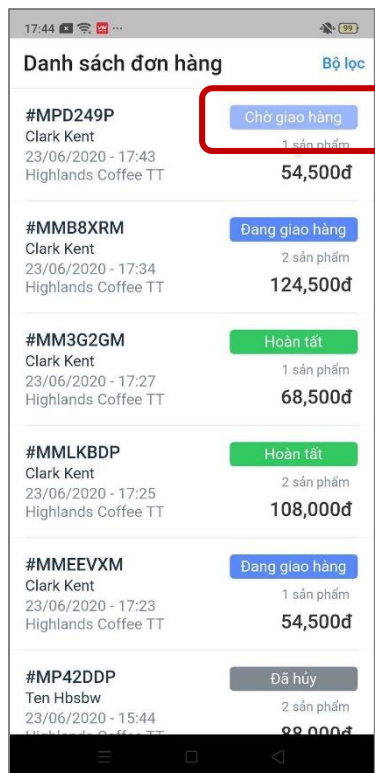 17:44 ... 99
Danh sách đơn hàng Bộ lọc
#MPD249P Chờ giao hàng
Clark Kent
1 sản phẩm
23/06/2020 - 17:43
Highlands Coffee TT 54,500đ
#MMB8XRM Đang giao hàng
Clark Kent
2 sản phẩm
23/06/2020 - 17:34
Highlands Coffee TT 124,500đ
#MM3G2GM Hoàn tất
Clark Kent
1 sản phẩm
23/06/2020 - 17:27
Highlands Coffee TT 68,500đ
#MMLKBDP Hoàn tất
Clark Kent
2 sản phẩm
23/06/2020 - 17:25
Highlands Coffee TT 108,000đ
#MMEEVXM Đang giao hàng
Clark Kent
1 sản phẩm
23/06/2020 - 17:23
Highlands Coffee TT 54,500đ
#MP42DDP Đã hủy
Ten Hbsbw
2 sản phẩm
23/06/2020 - 15:44
Highlands Coffee TT 88,000đ